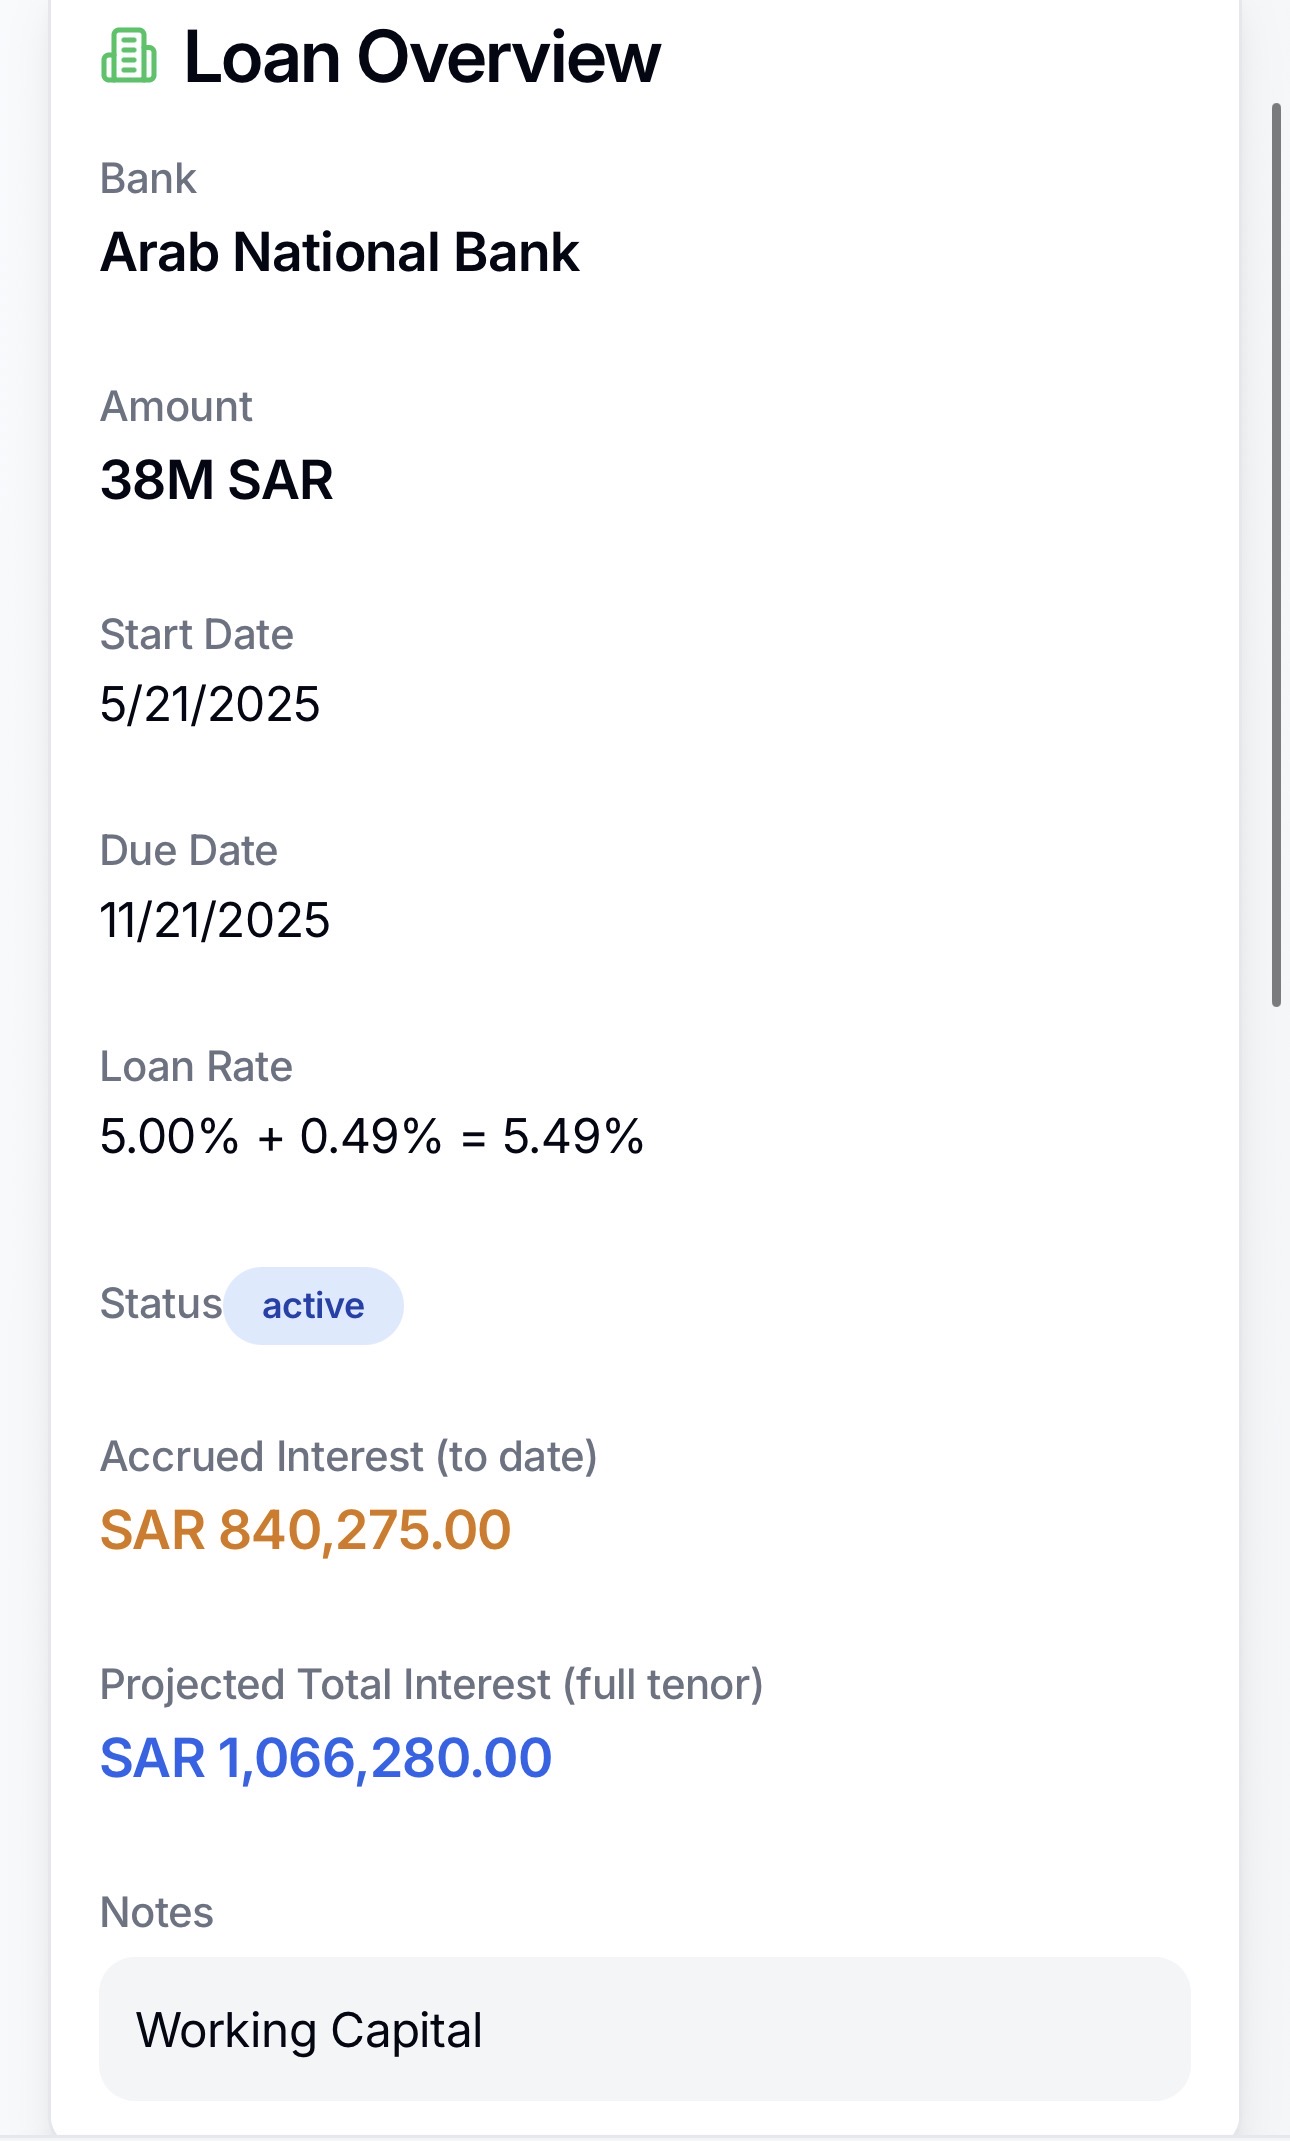 Loan Overview
Bank
Arab National Bank
Amount
38M SAR
Start Date
5/21/2025
Due Date
11/21/2025
Loan Rate
5.00% + 0.49% = 5.49%
Status active
Accrued Interest (to date)
SAR 840,275.00
Projected Total Interest (full tenor)
SAR 1,066,280.00
Notes
Working Capital